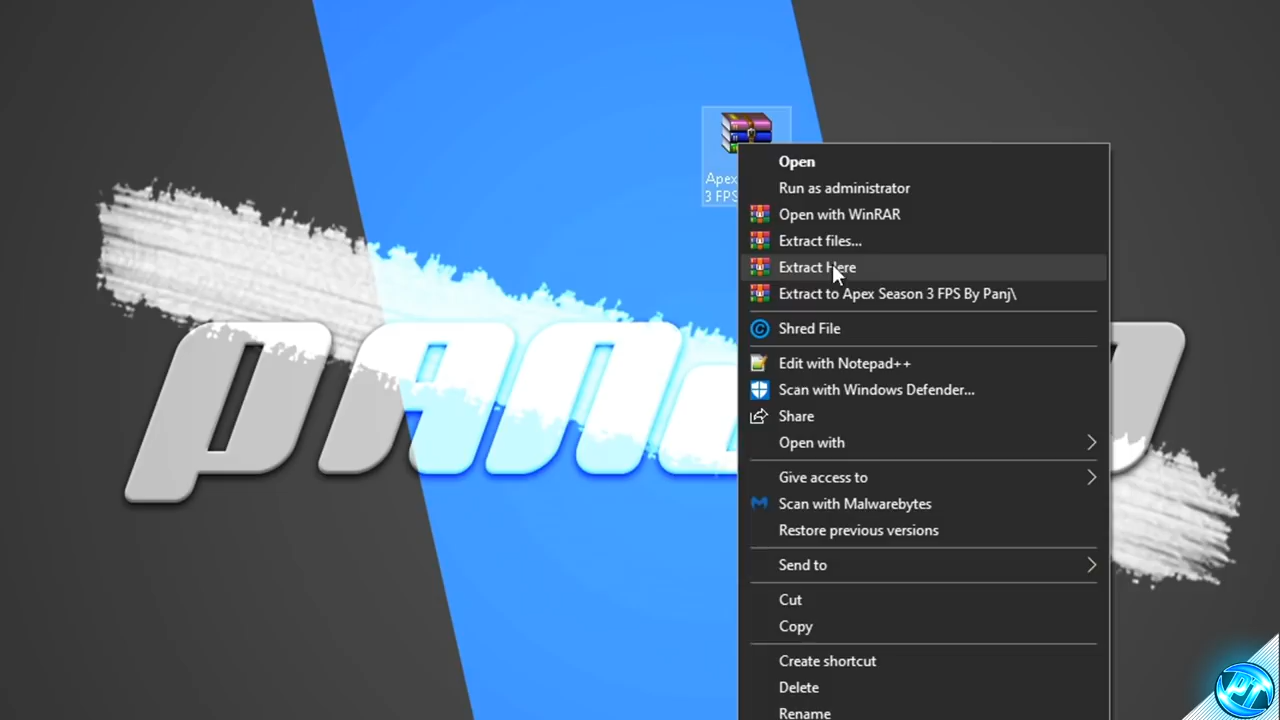 Apex
3 FPS
Open
Run as administrator
Open with WinRAR
Extract files...
Extract Here
Extract to Apex Season 3 FPS By Panj\
Shred File
Edit with Notepad++
Scan with Windows Defender...
Share
Open with
Give access to
Scan with Malwarebytes
Restore previous versions
Send to
Cut
Copy
Create shortcut
Delete
Rename
PT